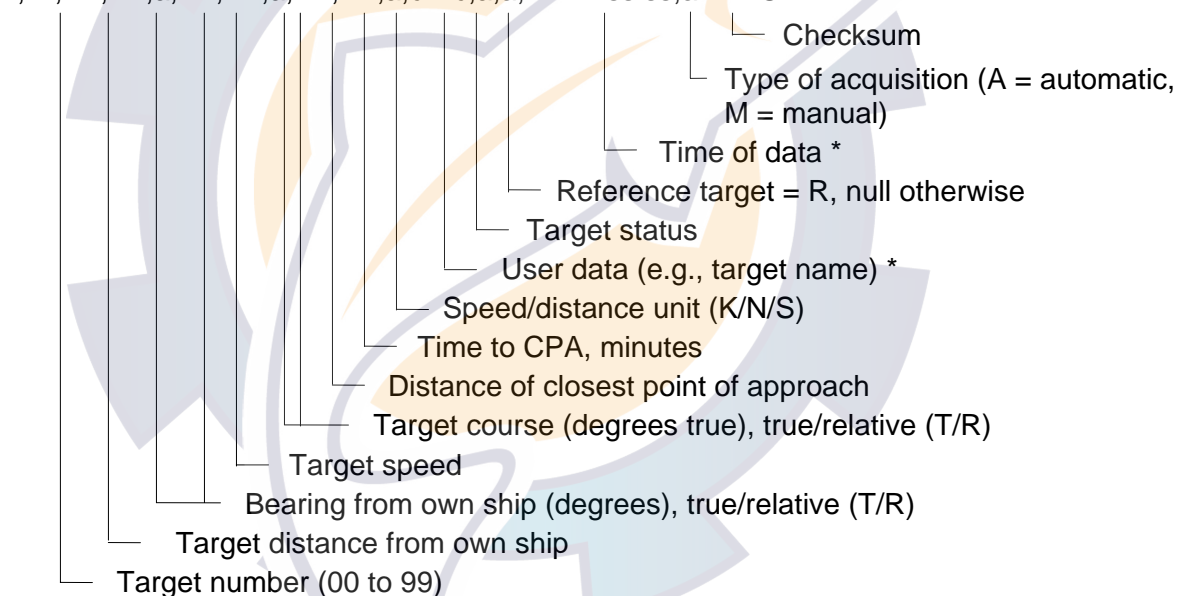 Checksum
Type of acquisition (A = automatic,
M = manual)
Time of data *
Reference target = R, null otherwise
Target status
User data (e.g., target name) *
Speed/distance unit (K/N/S)
Time to CPA, minutes
Distance of closest point of approach
Target course (degrees true), true/relative (T/R)
Target speed
Bearing from own ship (degrees), true/relative (T/R)
Target distance from own ship
Target number (00 to 99)